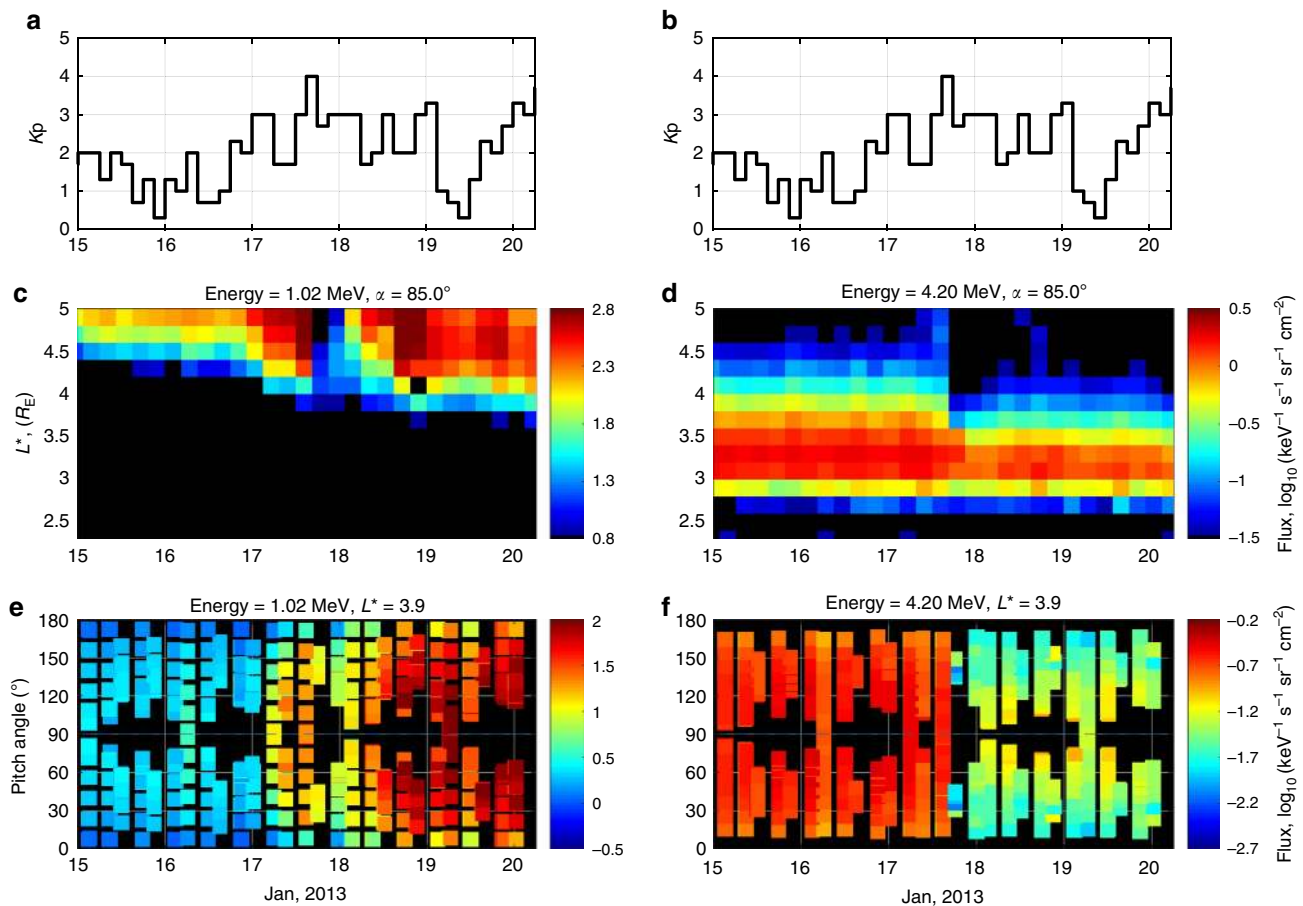 a
5
4
3
2
1
0
Kp
15 16 17 18 19 20
b
5
4
3
2
1
0
Kp
15 16 17 18 19 20
c
Energy = 1.02 MeV, α = 85.0°
5
4.5
4
3.5
3
2.5
L*, (RE)
15 16 17 18 19 20
2.8
2.3
1.8
1.3
0.8
d
Energy = 4.20 MeV, α = 85.0°
5
4.5
4
3.5
3
2.5
15 16 17 18 19 20
0.5
0
−0.5
−1
−1.5
Flux, log10 (keV−1 s−1 sr−1 cm−2)
e
Energy = 1.02 MeV, L* = 3.9
180
150
120
90
60
30
0
Pitch angle (°)
15 16 17 18 19 20
Jan, 2013
2
1.5
1
0.5
0
−0.5
f
Energy = 4.20 MeV, L* = 3.9
180
150
120
90
60
30
0
15 16 17 18 19 20
Jan, 2013
−0.2
−0.7
−1.2
−1.7
−2.2
−2.7
Flux, log10 (keV−1 s−1 sr−1 cm−2)